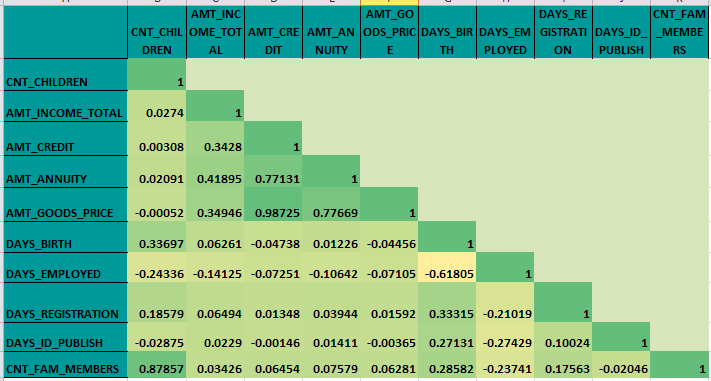 CNT_CHIL
DREN
AMT_INC
OME_TOT
AL
AMT_CRE
DIT
AMT_AN
NUITY
AMT_GO
ODS_PRIC
E
DAYS_BIR
TH
DAYS_EM
PLOYED
DAYS_RE
GISTRATI
ON
DAYS_ID_
PUBLISH
CNT_FAM
_MEMBE
RS
CNT_CHILDREN 1
AMT_INCOME_TOTAL 0.0274 1
AMT_CREDIT 0.00308 0.3428 1
AMT_ANNUITY 0.02091 0.41895 0.77131 1
AMT_GOODS_PRICE -0.00052 0.34946 0.98725 0.77669 1
DAYS_BIRTH 0.33697 0.06261 -0.04738 0.01226 -0.04456 1
DAYS_EMPLOYED -0.24336 -0.14125 -0.07251 -0.10642 -0.07105 -0.61805 1
DAYS_REGISTRATION 0.18579 0.06494 0.01348 0.03944 0.01592 0.33315 -0.21019 1
DAYS_ID_PUBLISH -0.02875 0.0229 -0.00146 0.01411 -0.00365 0.27131 -0.27429 0.10024 1
CNT_FAM_MEMBERS 0.87857 0.03426 0.06454 0.07579 0.06281 0.28582 -0.23741 0.17563 -0.02046 1